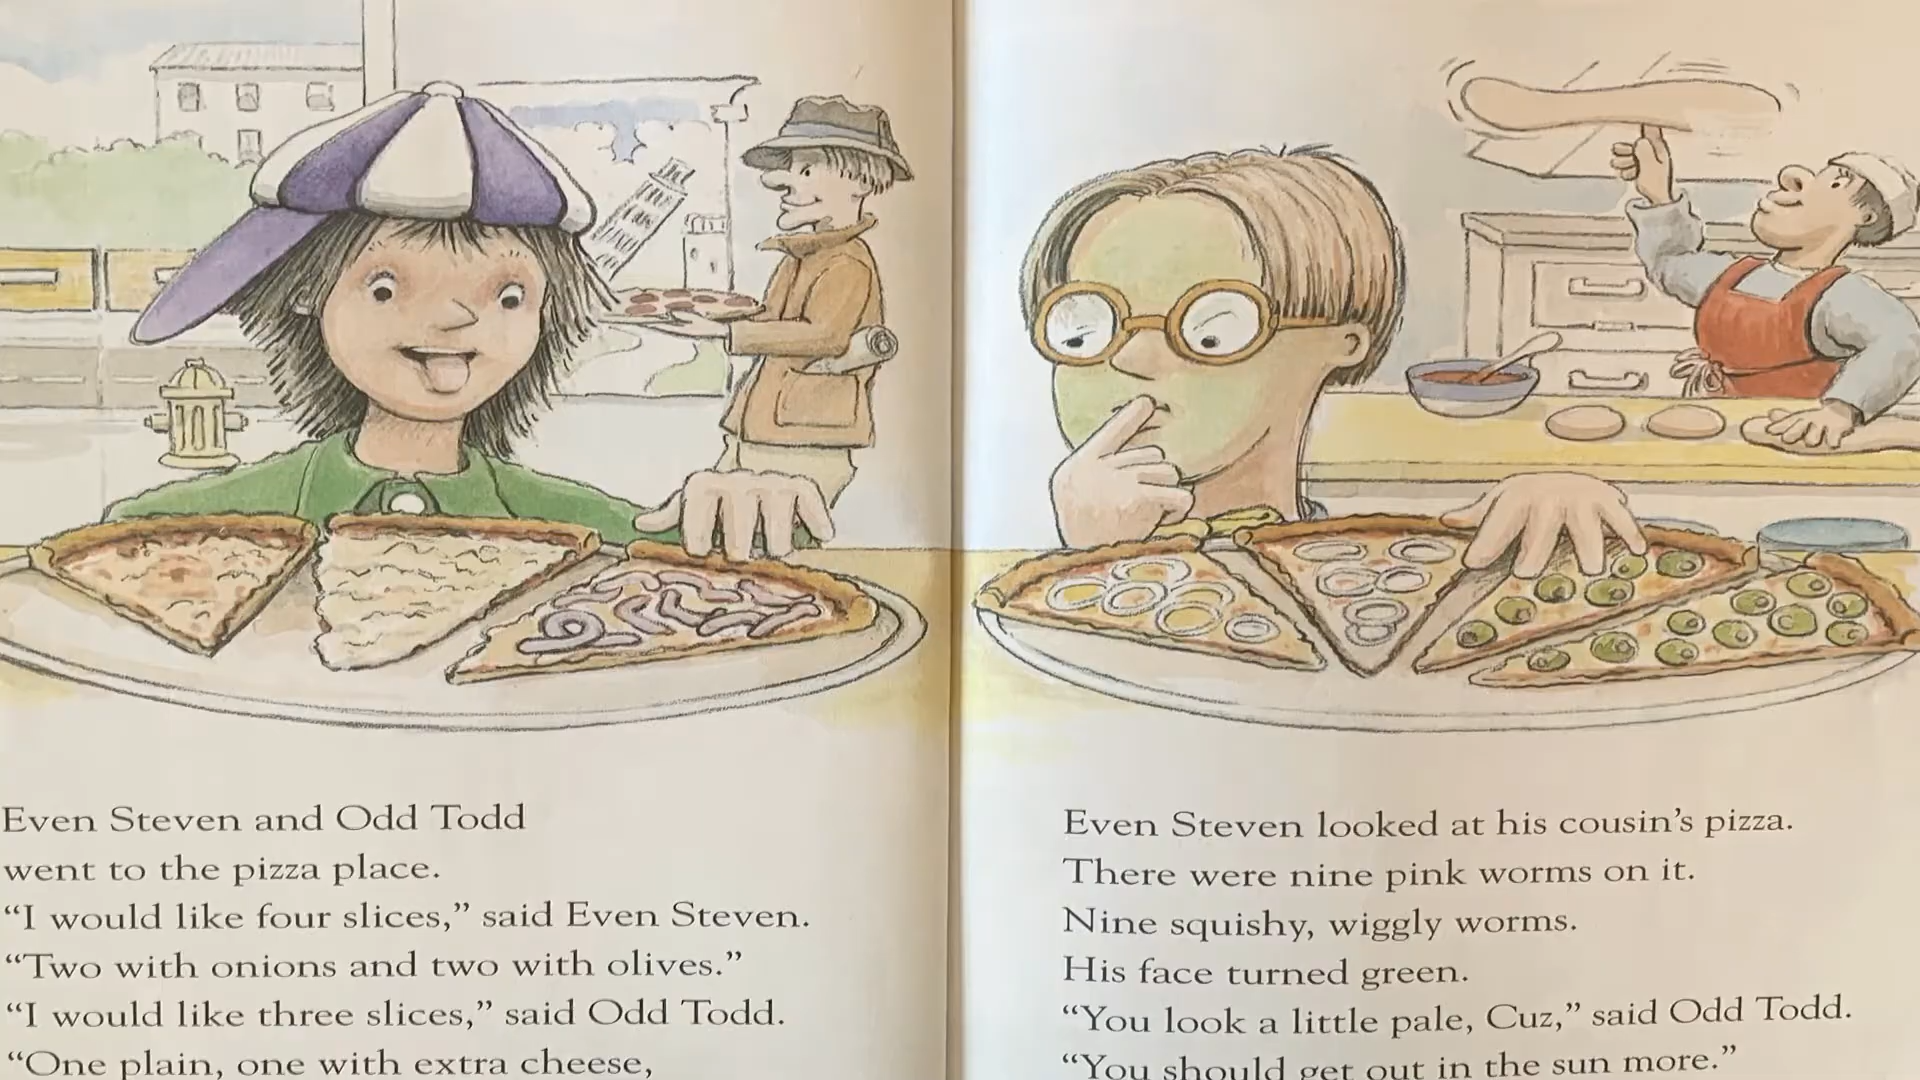 Even Steven and Odd Todd
went to the pizza place.
“I would like four slices,” said Even Steven.
“Two with onions and two with olives.”
“I would like three slices,” said Odd Todd.
“One plain, one with extra cheese,
Even Steven looked at his cousin’s pizza.
There were nine pink worms on it.
Nine squishy, wiggly worms.
His face turned green.
“You look a little pale, Cuz,” said Odd Todd.
“You should get out in the sun more.”